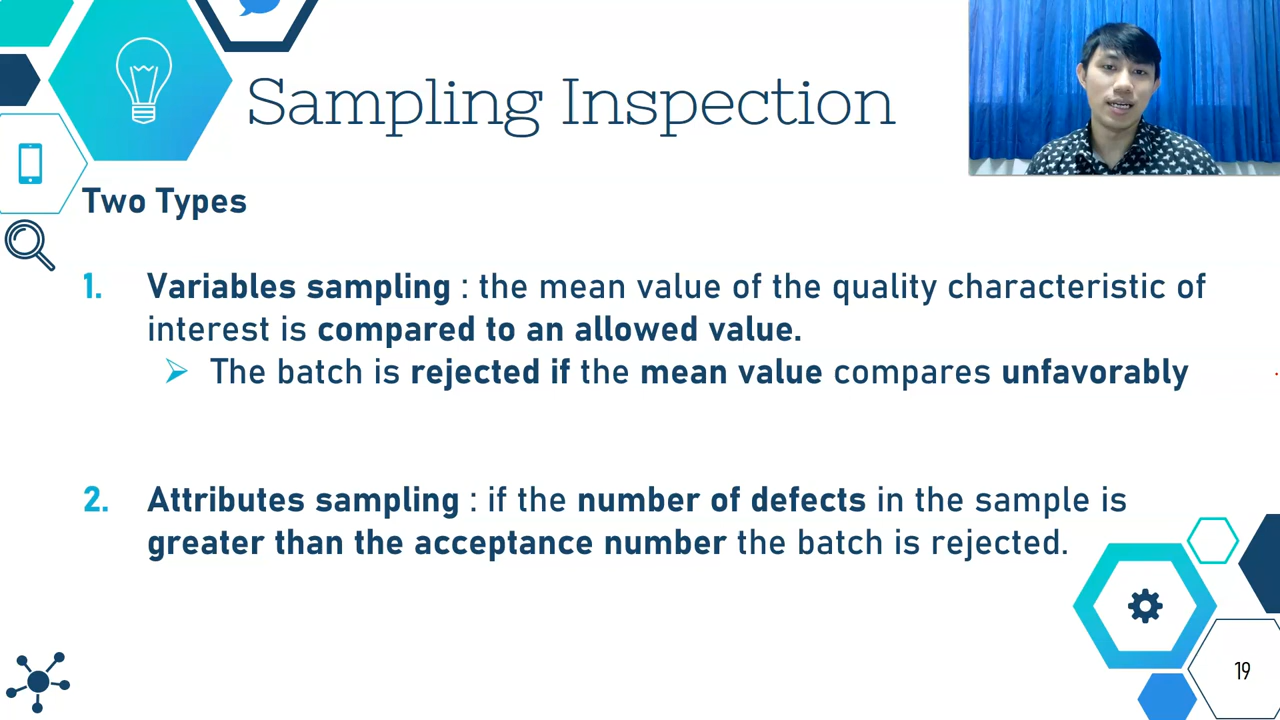 Sampling Inspection
Two Types
1. Variables sampling : the mean value of the quality characteristic of
interest is compared to an allowed value.
The batch is rejected if the mean value compares unfavorably
2. Attributes sampling : if the number of defects in the sample is
greater than the acceptance number the batch is rejected.
19